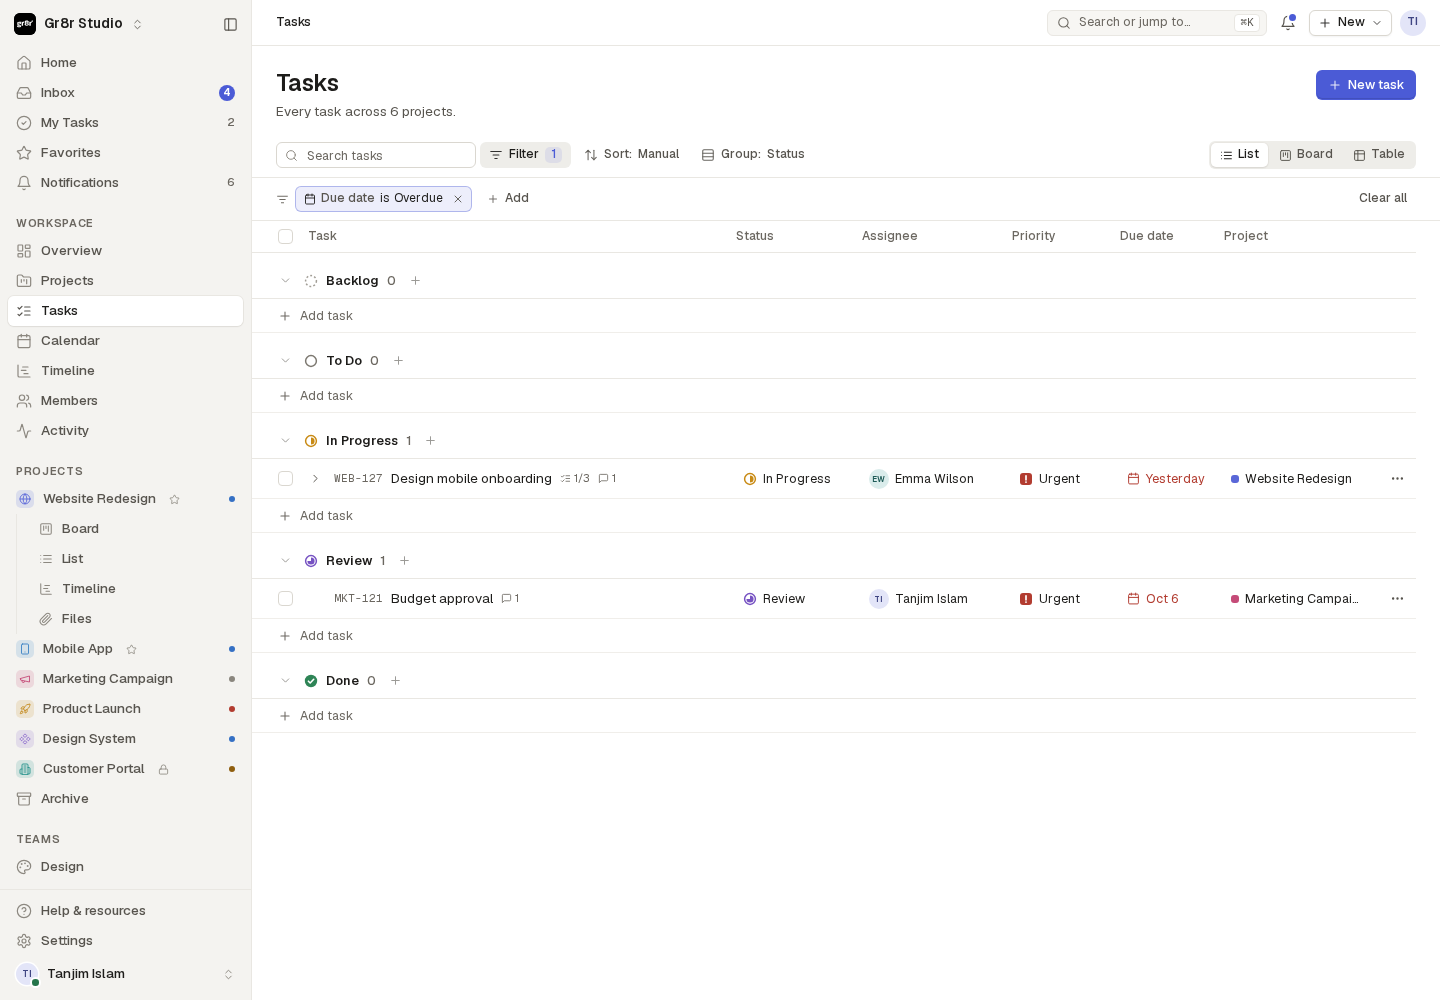 gr8r Gr8r Studio
Home
Inbox 4
My Tasks 2
Favorites
Notifications 6
WORKSPACE
Overview
Projects
Tasks
Calendar
Timeline
Members
Activity
PROJECTS
Website Redesign
Board
List
Timeline
Files
Mobile App
Marketing Campaign
Product Launch
Design System
Customer Portal
Archive
TEAMS
Design
Help & resources
Settings
TI Tanjim Islam
Tasks
Search or jump to... ⌘K
New
TI
Tasks
New task
Every task across 6 projects.
Search tasks
Filter 1
Sort: Manual
Group: Status
List
Board
Table
Due date is Overdue
Add
Clear all
Task Status Assignee Priority Due date Project
Backlog 0
Add task
To Do 0
Add task
In Progress 1
WEB-127 Design mobile onboarding 1/3 1 In Progress EW Emma Wilson Urgent Yesterday Website Redesign
Add task
Review 1
MKT-121 Budget approval 1 Review TI Tanjim Islam Urgent Oct 6 Marketing Campai...
Add task
Done 0
Add task